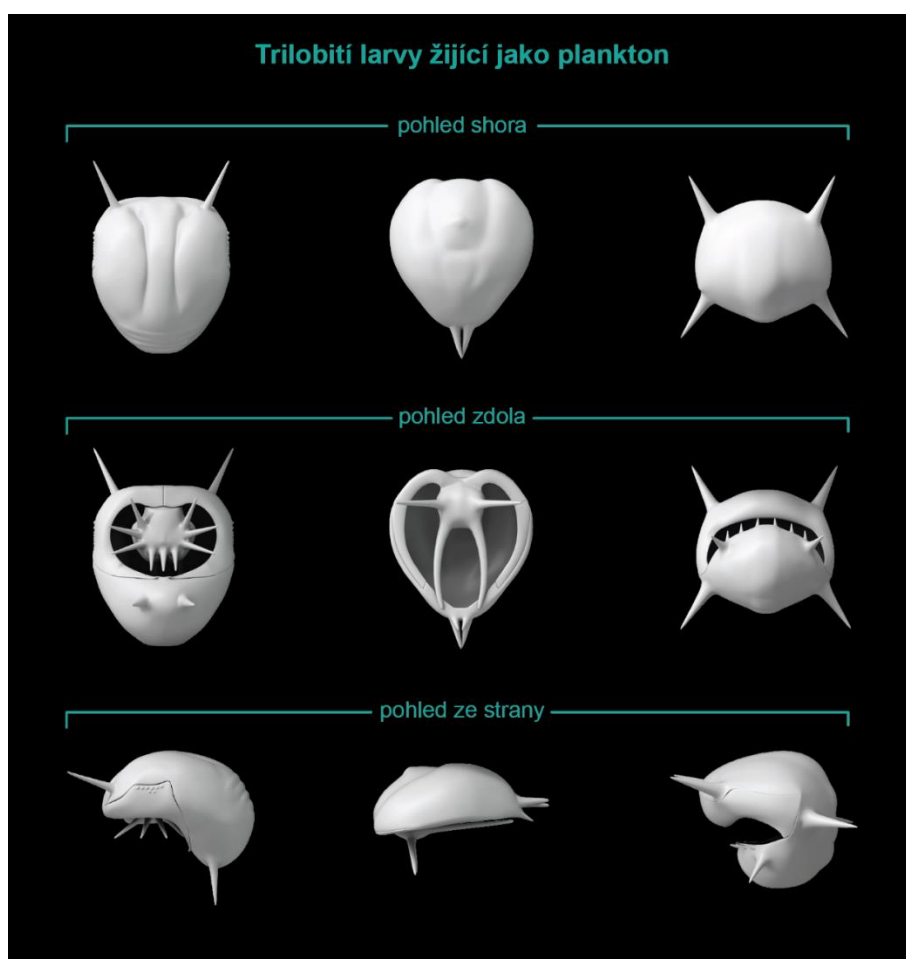 Trilobití larvy žijící jako plankton
pohled shora
pohled zdola
pohled ze strany